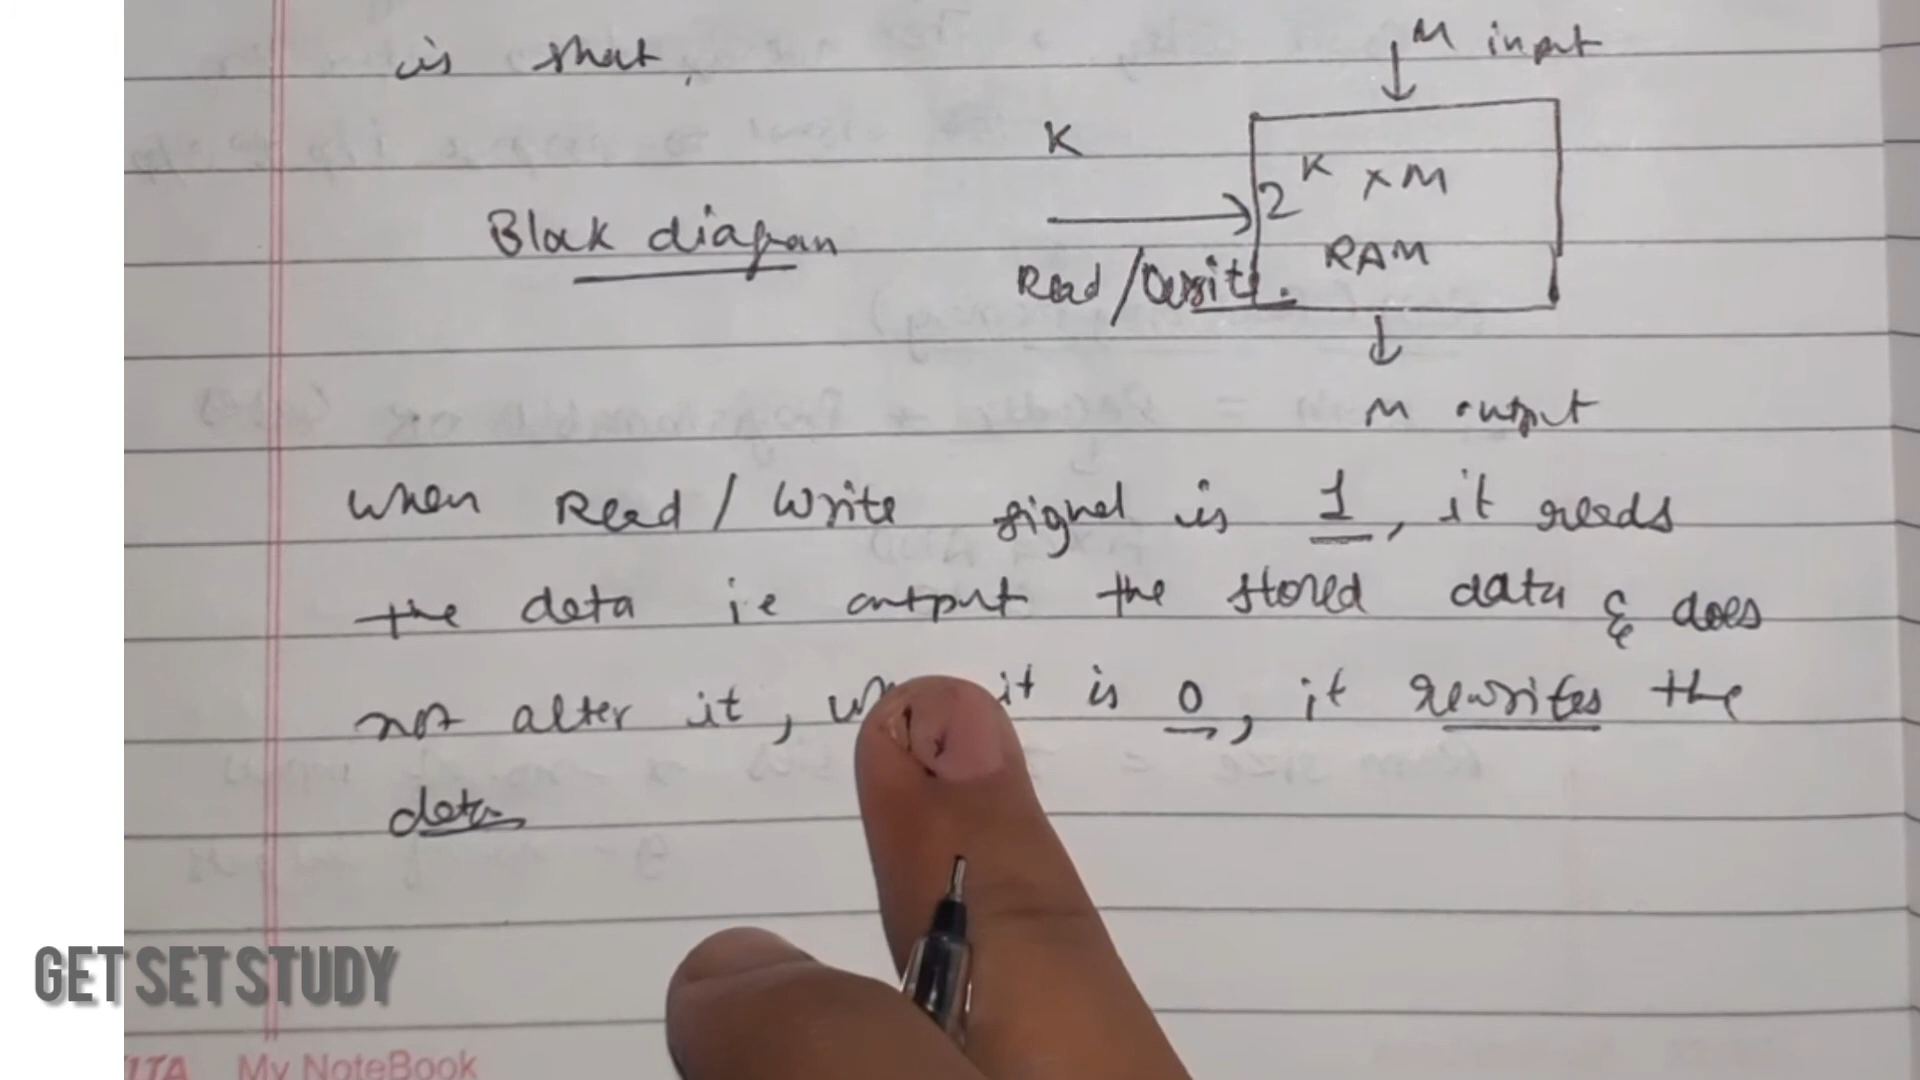 is that,
M input
K
2^K x M
Block diagram
RAM
Read / Write.
M output
When Read / Write signal is 1, it reads
the data ie output the stored data & does
not alter it, it is 0, it rewrites the
data
GET SET STUDY
ITA My NoteBook